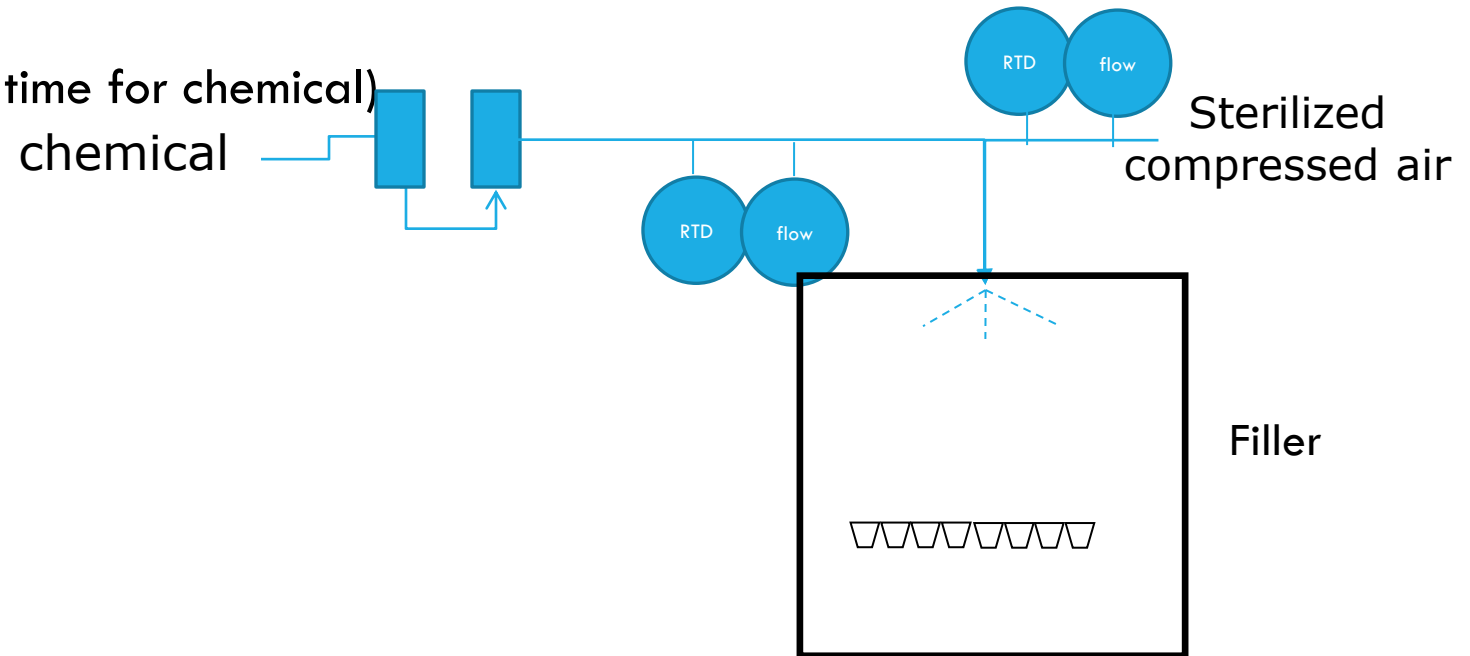 time for chemical)
chemical
RTD
flow
Sterilized
compressed air
RTD
flow
Filler